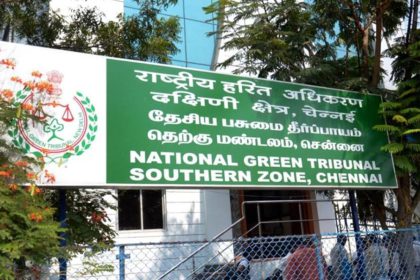 राष्ट्रीय हरित अधिकरण
दक्षिणी क्षेत्र, चेन्नई
தேசிய பசுமை தீர்ப்பாயம்
தெற்கு மண்டலம், சென்னை
NATIONAL GREEN TRIBUNAL
SOUTHERN ZONE, CHENNAI